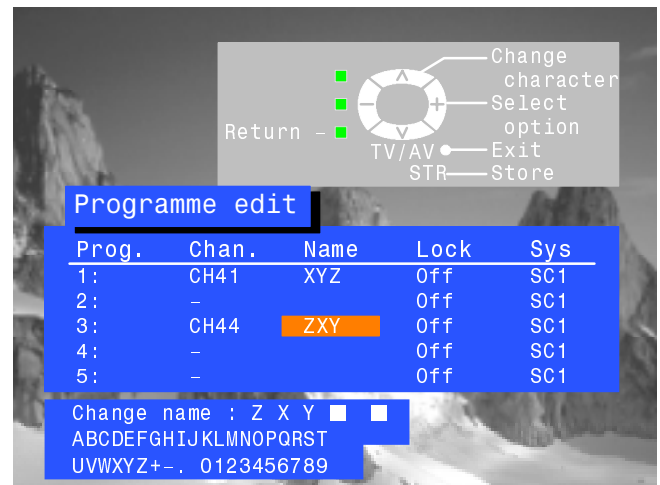 Change
character
Select
option
Return –
TV/AV Exit
STR Store
Programme edit
Prog. Chan. Name Lock Sys
1: CH41 XYZ Off SC1
2: – Off SC1
3: CH44 ZXY Off SC1
4: – Off SC1
5: – Off SC1
Change name : Z X Y
ABCDEFGHIJKLMNOPQRST
UVWXYZ+–. 0123456789